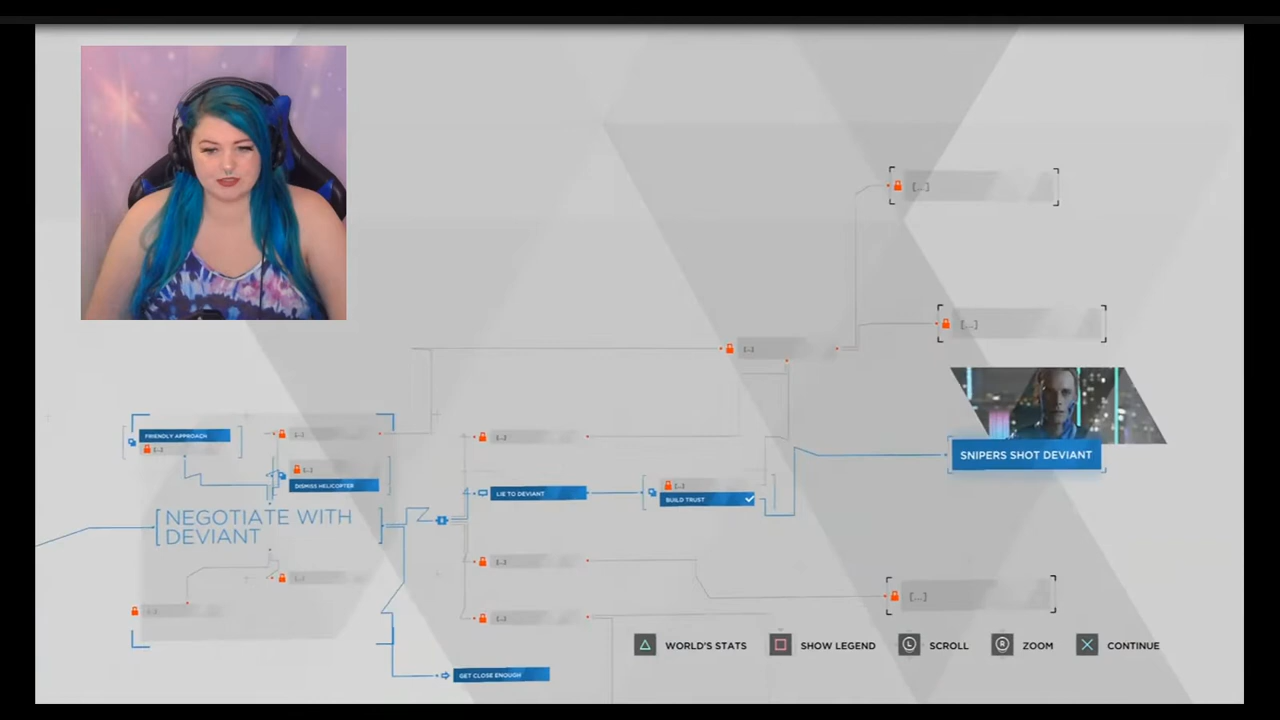 [...]
[...]
[...]
FRIENDLY APPROACH
[...]
[...]
[...]
[...]
SNIPERS SHOT DEVIANT
[...]
DISMISS HELICOPTER
LIE TO DEVIANT
[...]
BUILD TRUST
NEGOTIATE WITH
DEVIANT
[...]
[...]
[...]
[...]
[...]
WORLD'S STATS
SHOW LEGEND
L
SCROLL
R
ZOOM
CONTINUE
GET CLOSE ENOUGH